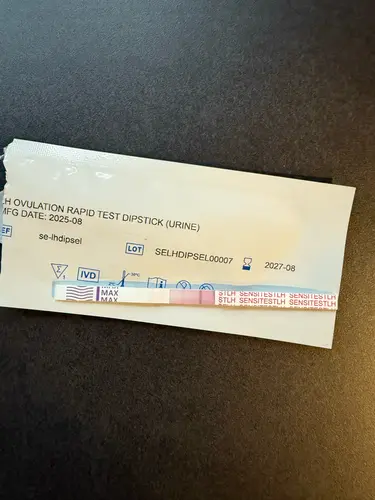 LH OVULATION RAPID TEST DIPSTICK (URINE)
MFG DATE: 2025-08
EF
se-lhdipsel
LOT
SELHDIPSEL00007
2027-08
IVD
MAX
MAX
STLH SENSITESTLH SENSITESTLH
STLH SENSITESTLH SENSITESTLH